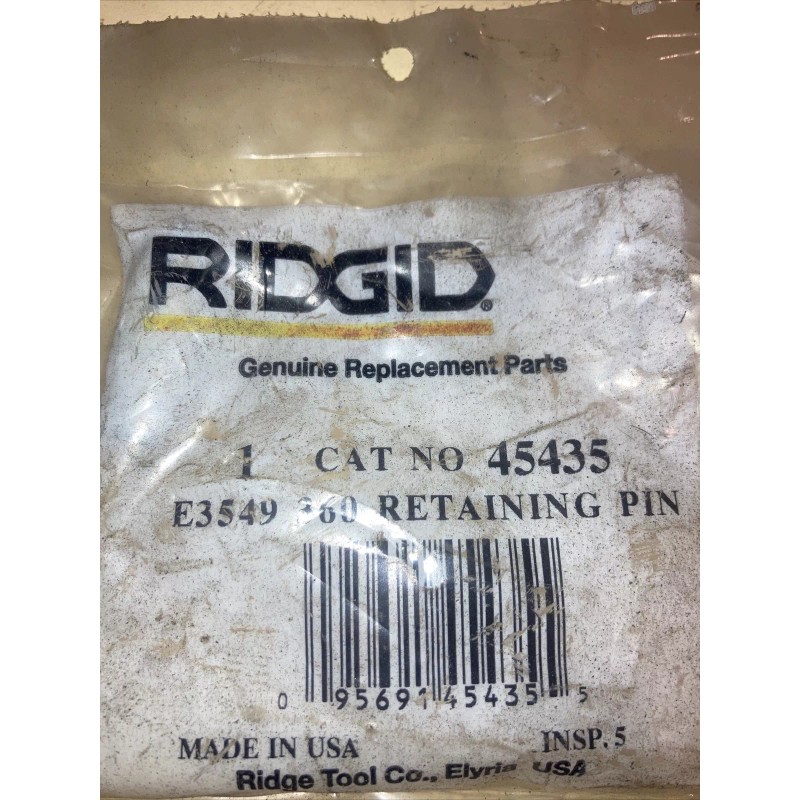 RIDGID®
Genuine Replacement Parts
1 CAT NO 45435
E3549 360 RETAINING PIN
0 95691 45435 5
MADE IN USA INSP. 5
Ridge Tool Co., Elyria USA